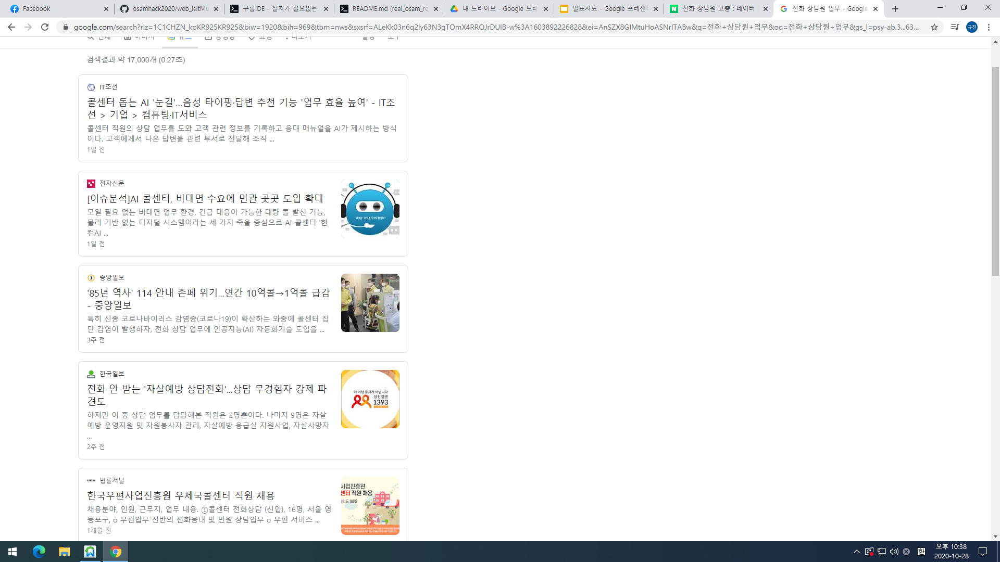 Facebook
osamhack2020/web_IsItMu
구름IDE - 설치가 필요없는
README.md (real_osam_re
내 드라이브 - Google 드라
발표자료 - Google 프레젠테
전화 상담원 고충 : 네이버
전화 상담원 업무 - Google
google.com/search?rlz=1C1CHZN_koKR925KR925&biw=1920&bih=969&tbm=nws&sxsrf=ALeKk03n6q2ly63N3gTOmX4RRQJrDUIB-w%3A1603892226828&ei=AnSZX8GIMtuHoASNrITABw&q=전화+상담원+업무&oq=전화+상담원+업무&gs_l=psy-ab.3...63...
규진
검색결과 약 17,000개 (0.27초)
IT조선
콜센터 돕는 AI '눈길'...음성 타이핑·답변 추천 기능 '업무 효율 높여' - IT조
선 > 기업 > 컴퓨팅·IT서비스
콜센터 직원의 상담 업무를 도와 고객 관련 정보를 기록하고 응대 매뉴얼을 AI가 제시하는 방식
이다. 고객에게서 나온 답변을 관련 부서로 전달해 조직 ...
1일 전
전자신문
[이슈분석]AI 콜센터, 비대면 수요에 민관 곳곳 도입 확대
모일 필요 없는 비대면 업무 환경, 긴급 대응이 가능한 대량 콜 발신 기능,
물리 기반 없는 디지털 시스템이라는 세 가지 축을 중심으로 AI 콜센터 '한
컴AI ...
1일 전
중앙일보
'85년 역사' 114 안내 존폐 위기...연간 10억콜→1억콜 급감
- 중앙일보
특히 신종 코로나바이러스 감염증(코로나19)이 확산하는 와중에 콜센터 집
단 감염이 발생하자, 전화 상담 업무에 인공지능(AI) 자동화기술 도입을 ...
3주 전
한국일보
전화 안 받는 '자살예방 상담전화'...상담 무경험자 강제 파
견도
하지만 이 중 상담 업무를 담당해본 직원은 2명뿐이다. 나머지 9명은 자살
예방 운영지원 및 자원봉사자 관리, 자살예방 응급실 지원사업, 자살사망자
...
2주 전
더 이상 혼자가 아닙니다
당신곁엔
1393
법률저널
한국우편사업진흥원 우체국콜센터 직원 채용
채용분야, 인원, 근무지, 업무 내용. ①콜센터 전화상담 (신입), 16명, 서울 영
등포구, o 우편업무 전반의 전화응대 및 민원 상담업무 o 우편 서비스 ...
1개월 전
사업진흥원
센터 직원 채용
한
오후 10:38
2020-10-28